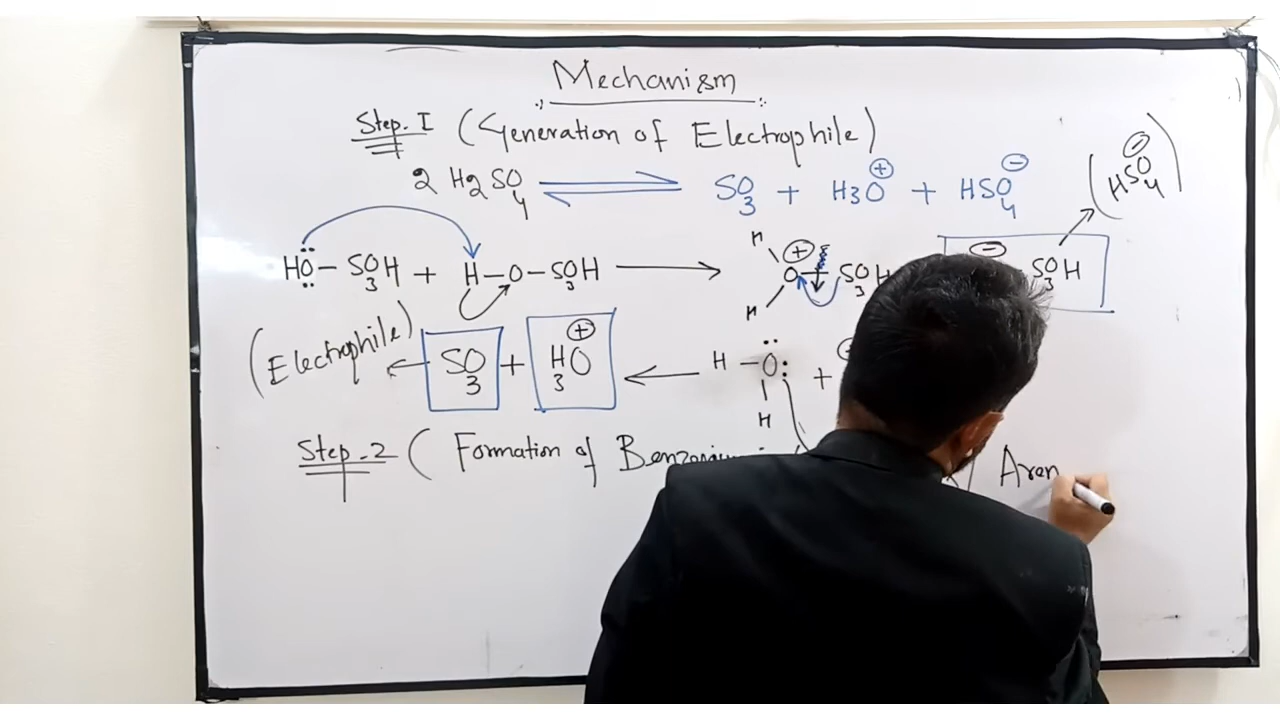 Mechanism
Step-I (Generation of Electrophile)
2 H2SO4 ⇌ SO3 + H3O⊕ + HSO4⊖
(HSO4⊖)
HO – SO3H + H – O – SO3H ⟶ H H O⊕ – SO3H ⊖ SO3H
(Electrophile) ← SO3 + H3O⊕ ⟵ H – O: H +
Step-2 ( Formation of Aren